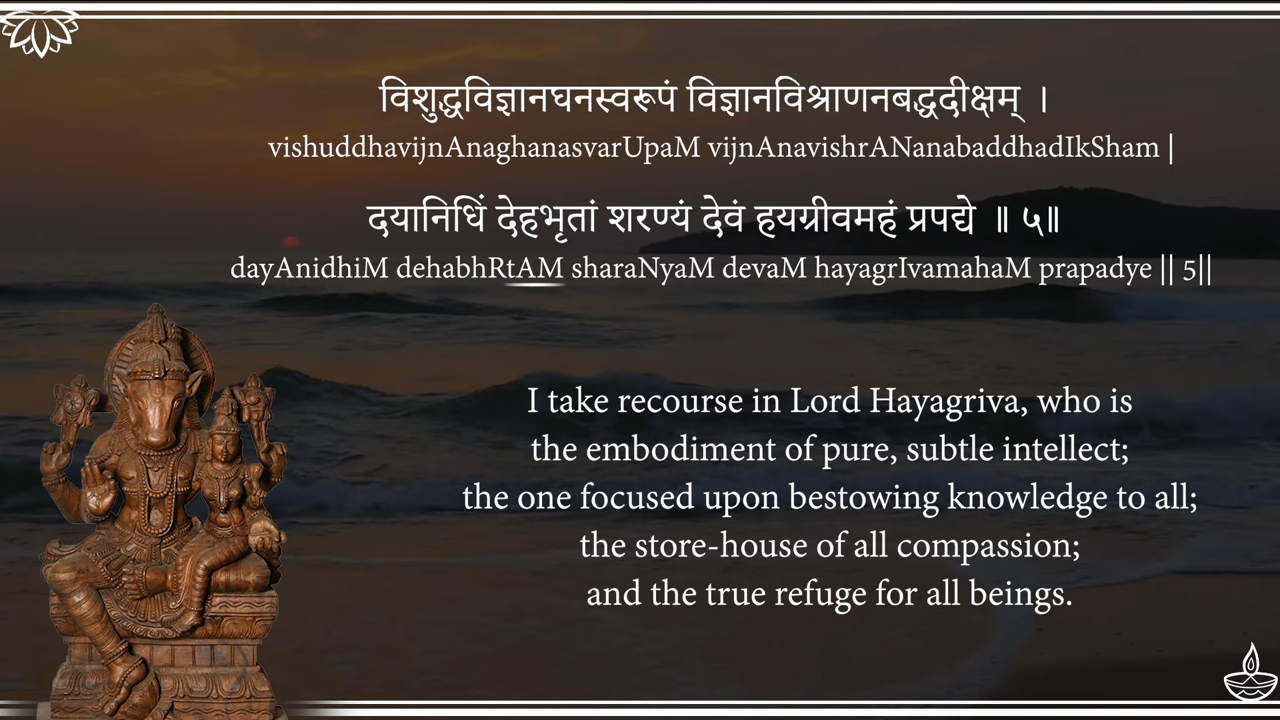 विशुद्धविज्ञानघनस्वरूपं विज्ञानविश्राणनबद्धदीक्षम् ।
vishuddhavijnAnaghanasvarUpaM vijnAnavishrANanabaddhadIkSham |
दयानिधिं देहभृतां शरण्यं देवं हयग्रीवमहं प्रपद्ये ॥ ५॥
dayAnidhiM dehabhRtAM sharaNyaM devaM hayagrIvamahaM prapadye || 5||
I take recourse in Lord Hayagriva, who is
the embodiment of pure, subtle intellect;
the one focused upon bestowing knowledge to all;
the store-house of all compassion;
and the true refuge for all beings.